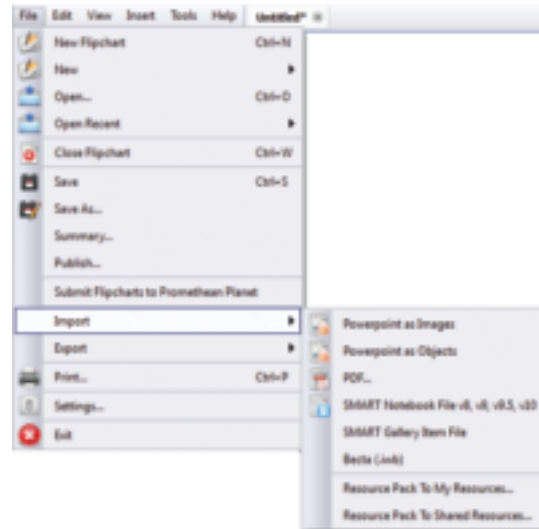 File Edit View Insert Tools Help Untitled*
New Flipchart Ctrl+N
New
Open... Ctrl+O
Open Recent
Close Flipchart Ctrl+W
Save Ctrl+S
Save As...
Summary...
Publish...
Submit Flipcharts to Promethean Planet
Import
Export
Print... Ctrl+P
Settings...
Exit
Powerpoint as Images
Powerpoint as Objects
PDF...
SMART Notebook File v8, v9, v9.5, v10
SMART Gallery Item File
Becta (.iwb)
Resource Pack To My Resources...
Resource Pack To Shared Resources...